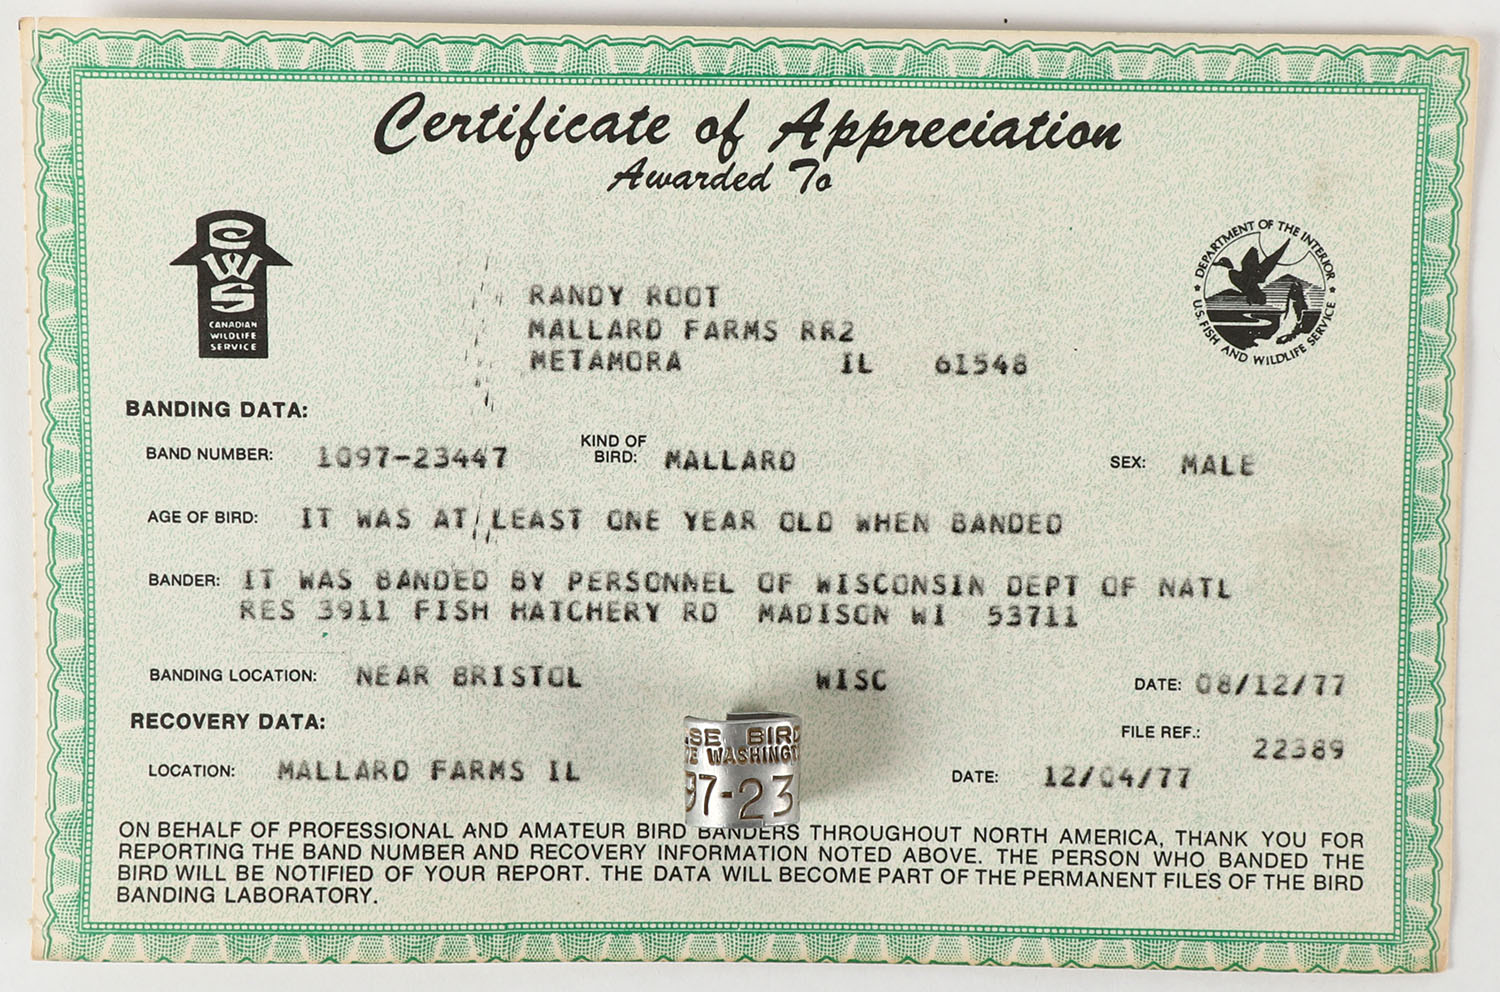 Certificate of Appreciation
Awarded To
CWS
CANADIAN
WILDLIFE
SERVICE
DEPARTMENT OF THE INTERIOR
U.S. FISH AND WILDLIFE SERVICE
RANDY ROOT
MALLARD FARMS RR2
METAMORA IL 61548
BANDING DATA:
BAND NUMBER: 1097-23447 KIND OF BIRD: MALLARD SEX: MALE
AGE OF BIRD: IT WAS AT LEAST ONE YEAR OLD WHEN BANDED
BANDER: IT WAS BANDED BY PERSONNEL OF WISCONSIN DEPT OF NATL
RES 3911 FISH HATCHERY RD MADISON WI 53711
BANDING LOCATION: NEAR BRISTOL WISC DATE: 08/12/77
RECOVERY DATA:
FILE REF.: 22389
LOCATION: MALLARD FARMS IL DATE: 12/04/77
SE BIRD
E WASHINGT
97-23
ON BEHALF OF PROFESSIONAL AND AMATEUR BIRD BANDERS THROUGHOUT NORTH AMERICA, THANK YOU FOR
REPORTING THE BAND NUMBER AND RECOVERY INFORMATION NOTED ABOVE. THE PERSON WHO BANDED THE
BIRD WILL BE NOTIFIED OF YOUR REPORT. THE DATA WILL BECOME PART OF THE PERMANENT FILES OF THE BIRD
BANDING LABORATORY.